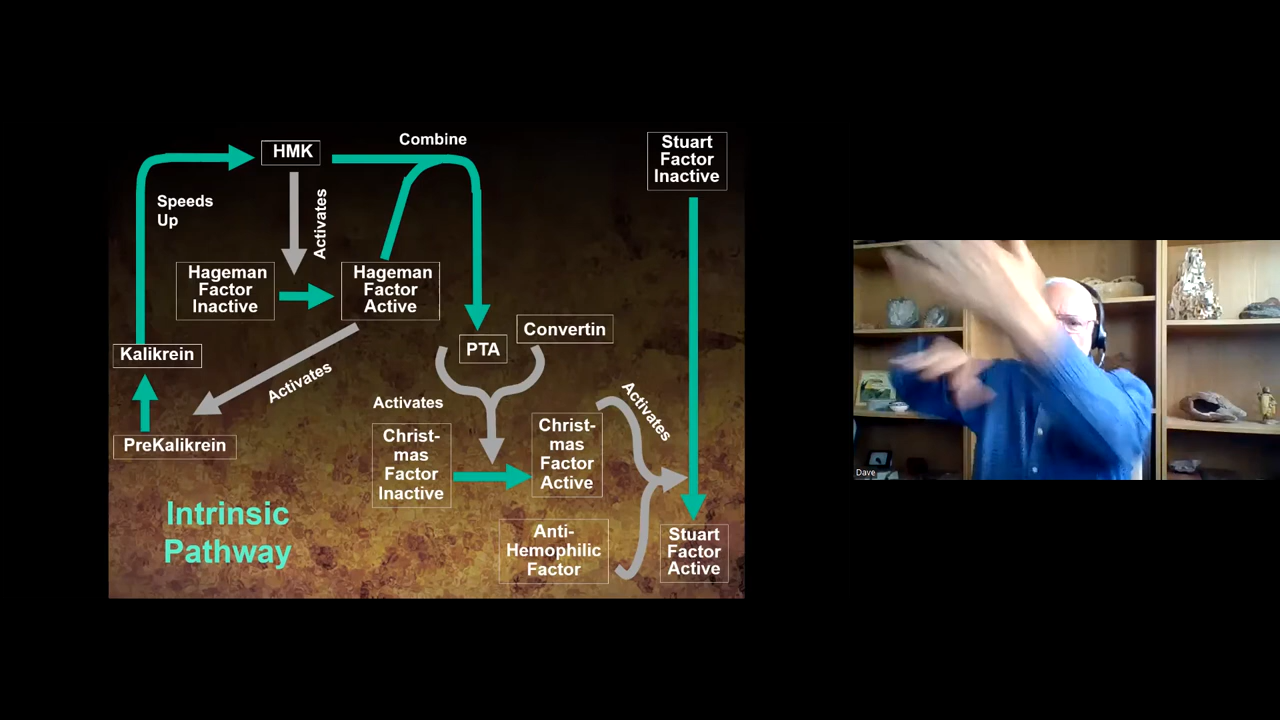 Combine
HMK
Stuart
Factor
Inactive
Speeds
Up
Activates
Hageman
Factor
Inactive
Hageman
Factor
Active
Convertin
PTA
Kalikrein
Activates
Activates
Activates
PreKalikrein
Christ-
mas
Factor
Inactive
Christ-
mas
Factor
Active
Intrinsic
Pathway
Anti-
Hemophilic
Factor
Stuart
Factor
Active
Dave